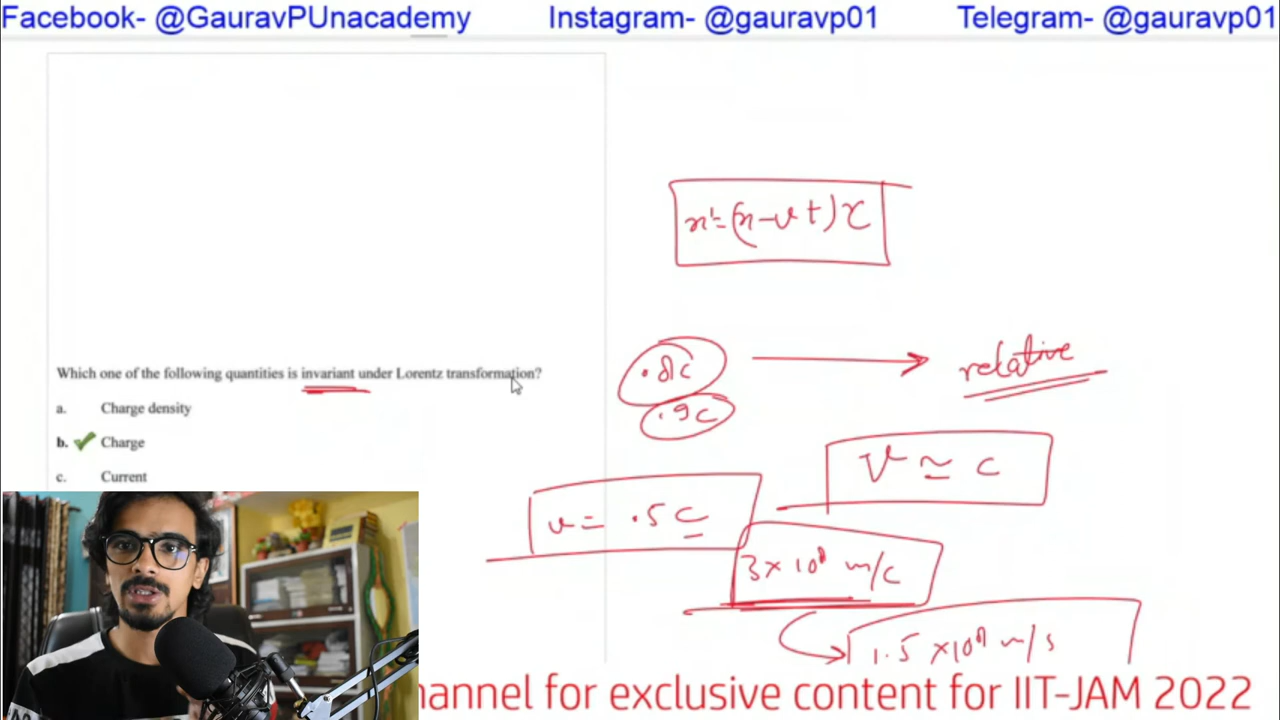 Facebook- @GauravPUnacademy Instagram- @gauravp01 Telegram- @gauravp01
x'=(x-vt)γ
Which one of the following quantities is invariant under Lorentz transformation?
a. Charge density
b. Charge
c. Current
.8c
.9c
relative
V ≃ c
v= .5c
3×10⁸ m/c
1.5×10⁸ m/s
hannel for exclusive content for IIT-JAM 2022